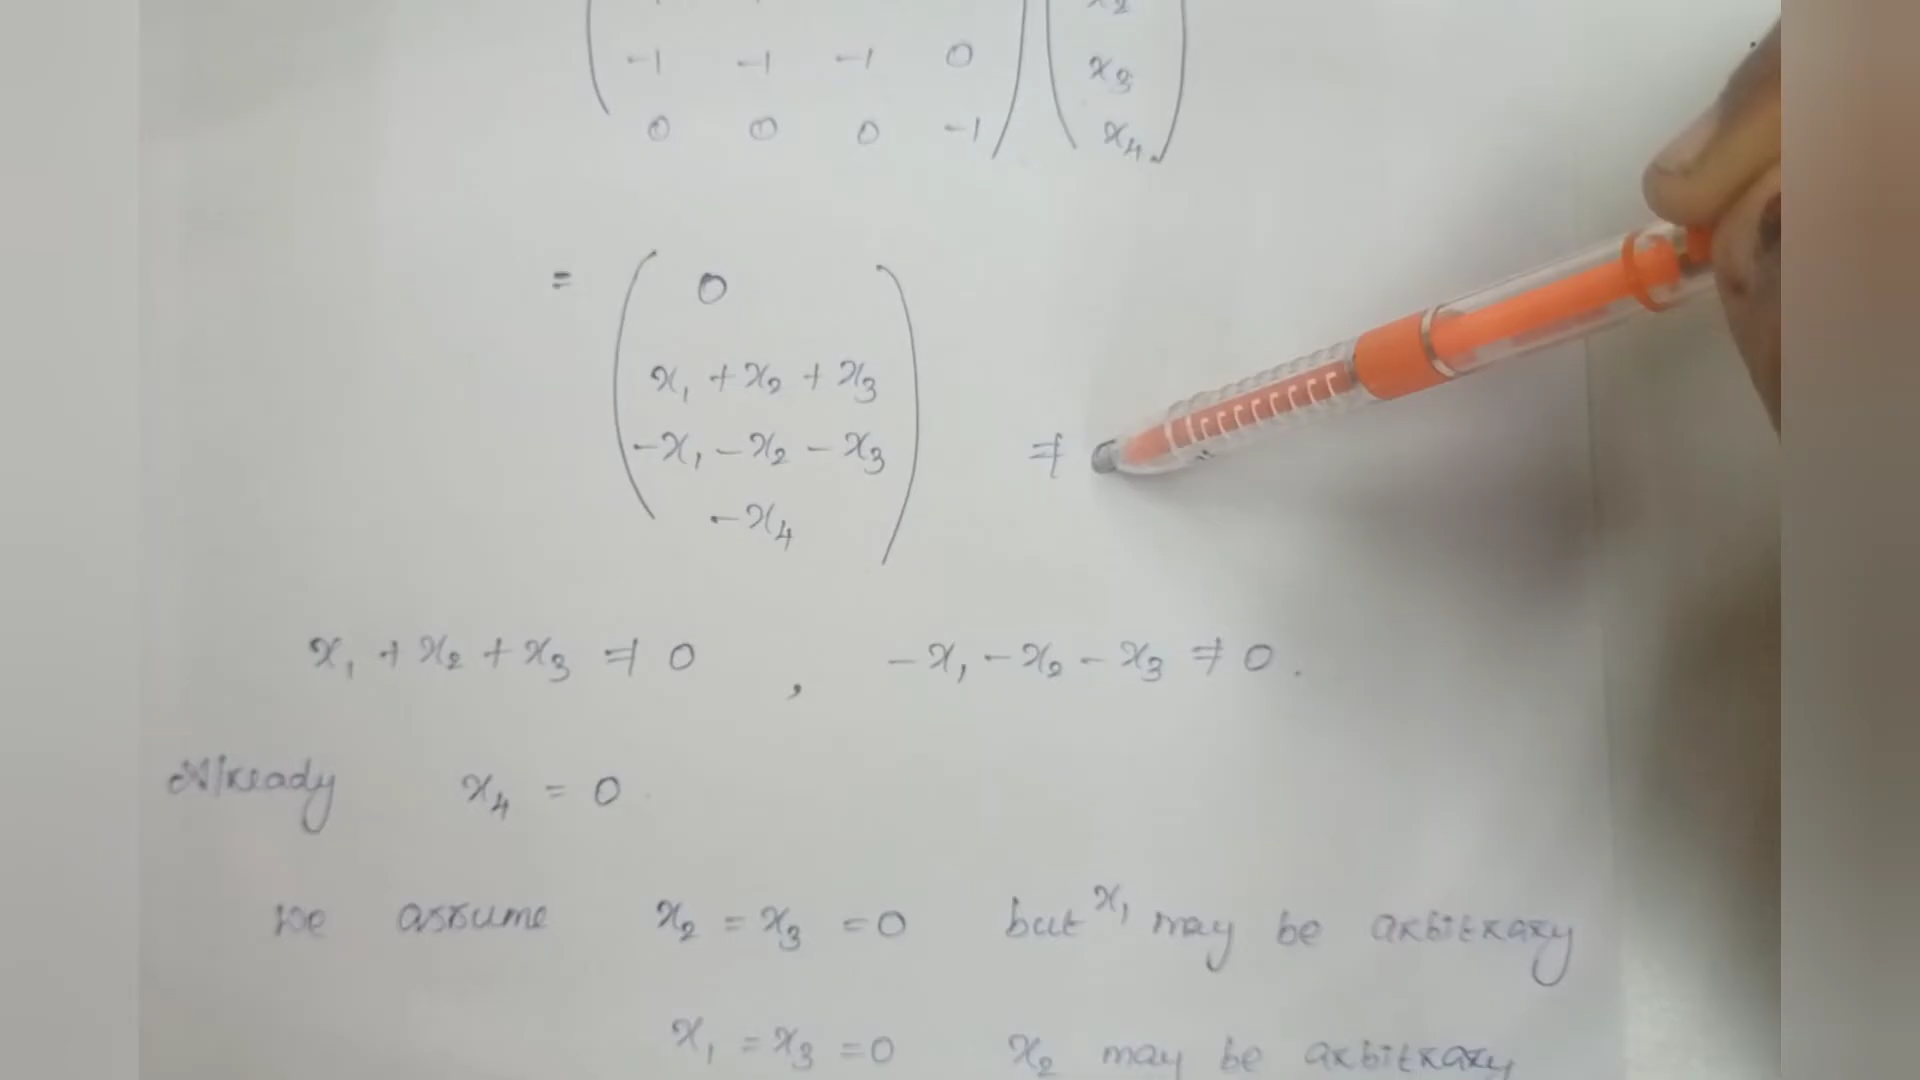 x2
-1 -1 -1 0 x3
0 0 0 -1 x4
= 0
x1 + x2 + x3
-x1 - x2 - x3 ≠
-x4
x1 + x2 + x3 ≠ 0 , -x1 - x2 - x3 ≠ 0.
Already x4 = 0.
we assume x2 = x3 = 0 but x1 may be arbitrary
x1 = x3 = 0 x2 may be arbitrary